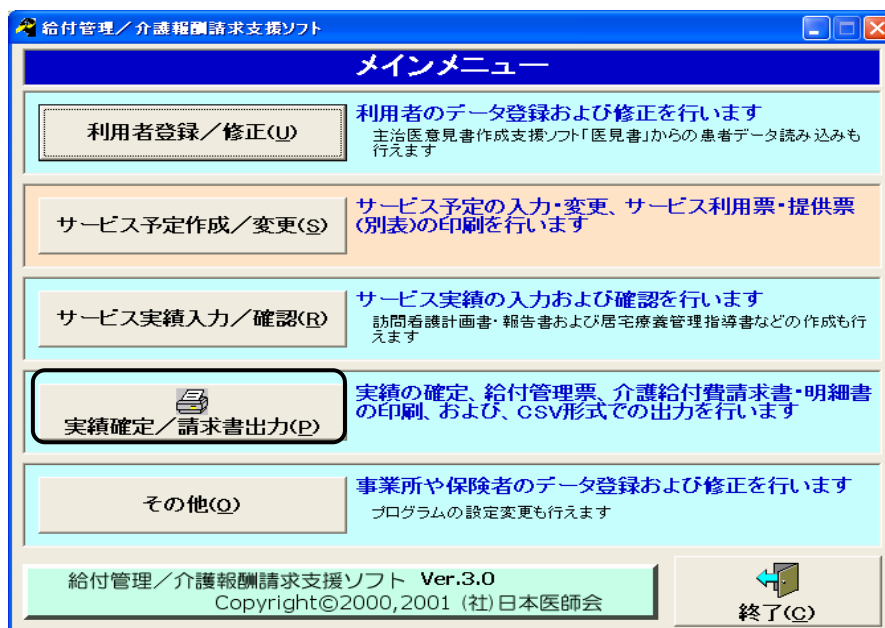 給付管理／介護報酬請求支援ソフト
メインメニュー
利用者登録／修正(U)
利用者のデータ登録および修正を行います
主治医意見書作成支援ソフト｢医見書｣からの患者データ読み込みも
行えます
サービス予定作成／変更(S)
サービス予定の入力･変更、サービス利用票･提供票
(別表)の印刷を行います
サービス実績入力／確認(R)
サービス実績の入力および確認を行います
訪問看護計画書･報告書および居宅療養管理指導書などの作成も行
えます
実績確定／請求書出力(P)
実績の確定、給付管理票、介護給付費請求書･明細書
の印刷、および、CSV形式での出力を行います
その他(O)
事業所や保険者のデータ登録および修正を行います
プログラムの設定変更も行えます
給付管理／介護報酬請求支援ソフト Ver.3.0
Copyright©2000,2001 (社)日本医師会
終了(C)